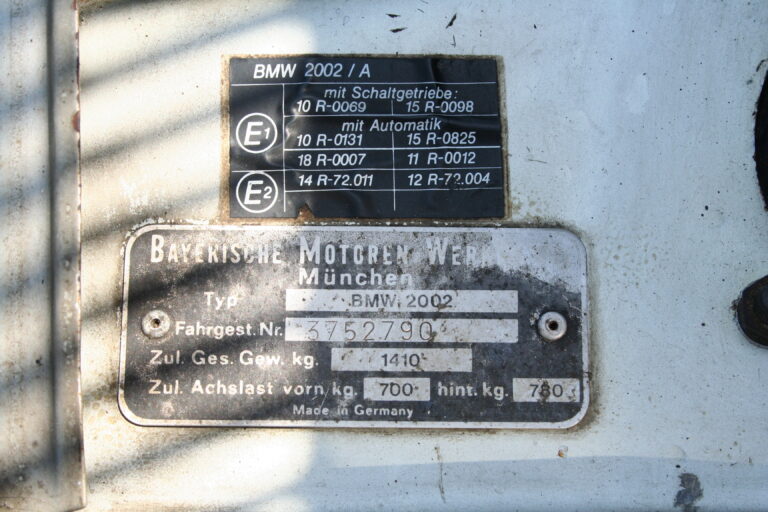 BMW 2002 / A
mit Schaltgetriebe:
10 R-0069 15 R-0098
mit Automatik
E1 10 R-0131 15 R-0825
18 R-0007 11 R-0012
E2 14 R-72.011 12 R-72.004
BAYERISCHE MOTOREN
München
Typ BMW 2002
Fahrgest. Nr. 3752790
Zul. Ges. Gew. kg. 1410
Zul. Achslast vorn kg. 700 hint. kg. 780
Made in Germany